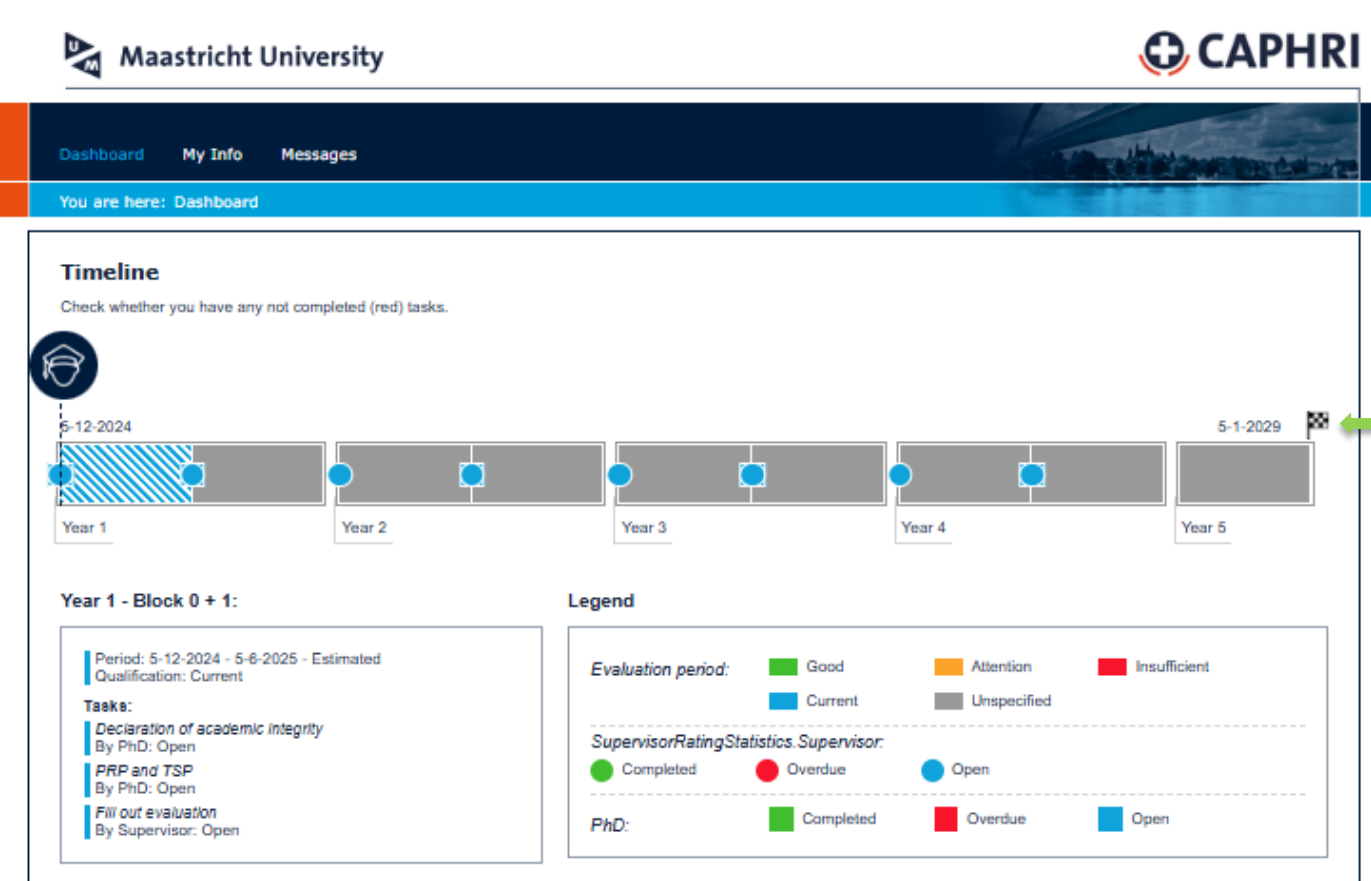 UM Maastricht University
CAPHRI
Dashboard My Info Messages
You are here: Dashboard
Timeline
Check whether you have any not completed (red) tasks.
5-12-2024 5-1-2029
Year 1 Year 2 Year 3 Year 4 Year 5
Year 1 - Block 0 + 1:
Period: 5-12-2024 - 5-6-2025 - Estimated
Qualification: Current
Tasks:
Declaration of academic integrity
By PhD: Open
PRP and TSP
By PhD: Open
Fill out evaluation
By Supervisor: Open
Legend
Evaluation period: Good Attention Insufficient
Current Unspecified
SupervisorRatingStatistics.Supervisor:
Completed Overdue Open
PhD: Completed Overdue Open